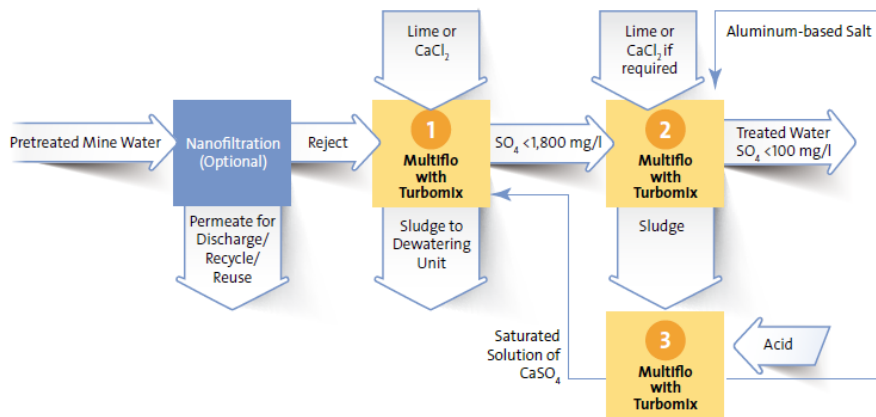 Lime or
CaCl₂
Lime or
CaCl₂ if
required
Aluminum-based Salt
Pretreated Mine Water
Nanofiltration
(Optional)
Reject
1
Multiflo
with
Turbomix
SO₄ <1,800 mg/l
2
Multiflo
with
Turbomix
Treated Water
SO₄ <100 mg/l
Permeate for
Discharge/
Recycle/
Reuse
Sludge to
Dewatering
Unit
Sludge
Saturated
Solution of
CaSO₄
3
Multiflo
with
Turbomix
Acid